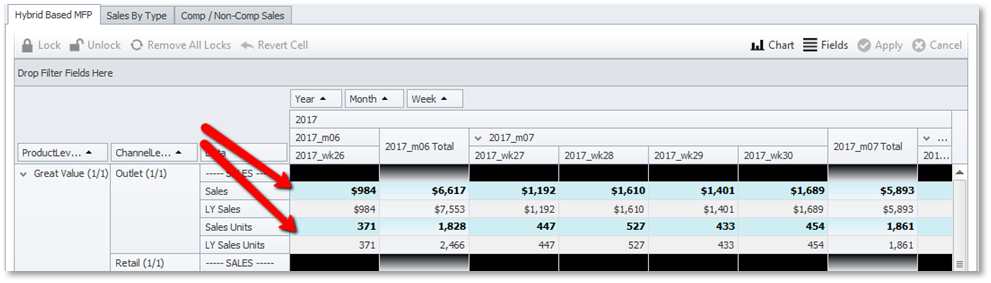 Hybrid Based MFP Sales By Type Comp / Non-Comp Sales
Lock Unlock Remove All Locks Revert Cell Chart Fields Apply Cancel
Drop Filter Fields Here
Year Month Week
2017
2017_m06 2017_m06 Total 2017_m07 2017_m07 Total ...
ProductLev... ChannelLe... 2017_wk26 2017_wk27 2017_wk28 2017_wk29 2017_wk30 201...
Great Value (1/1) Outlet (1/1) ----- SALES -----
Sales $984 $6,617 $1,192 $1,610 $1,401 $1,689 $5,893
LY Sales $984 $7,553 $1,192 $1,610 $1,401 $1,689 $5,893
Sales Units 371 1,828 447 527 433 454 1,861
LY Sales Units 371 2,466 447 527 433 454 1,861
Retail (1/1) ----- SALES -----